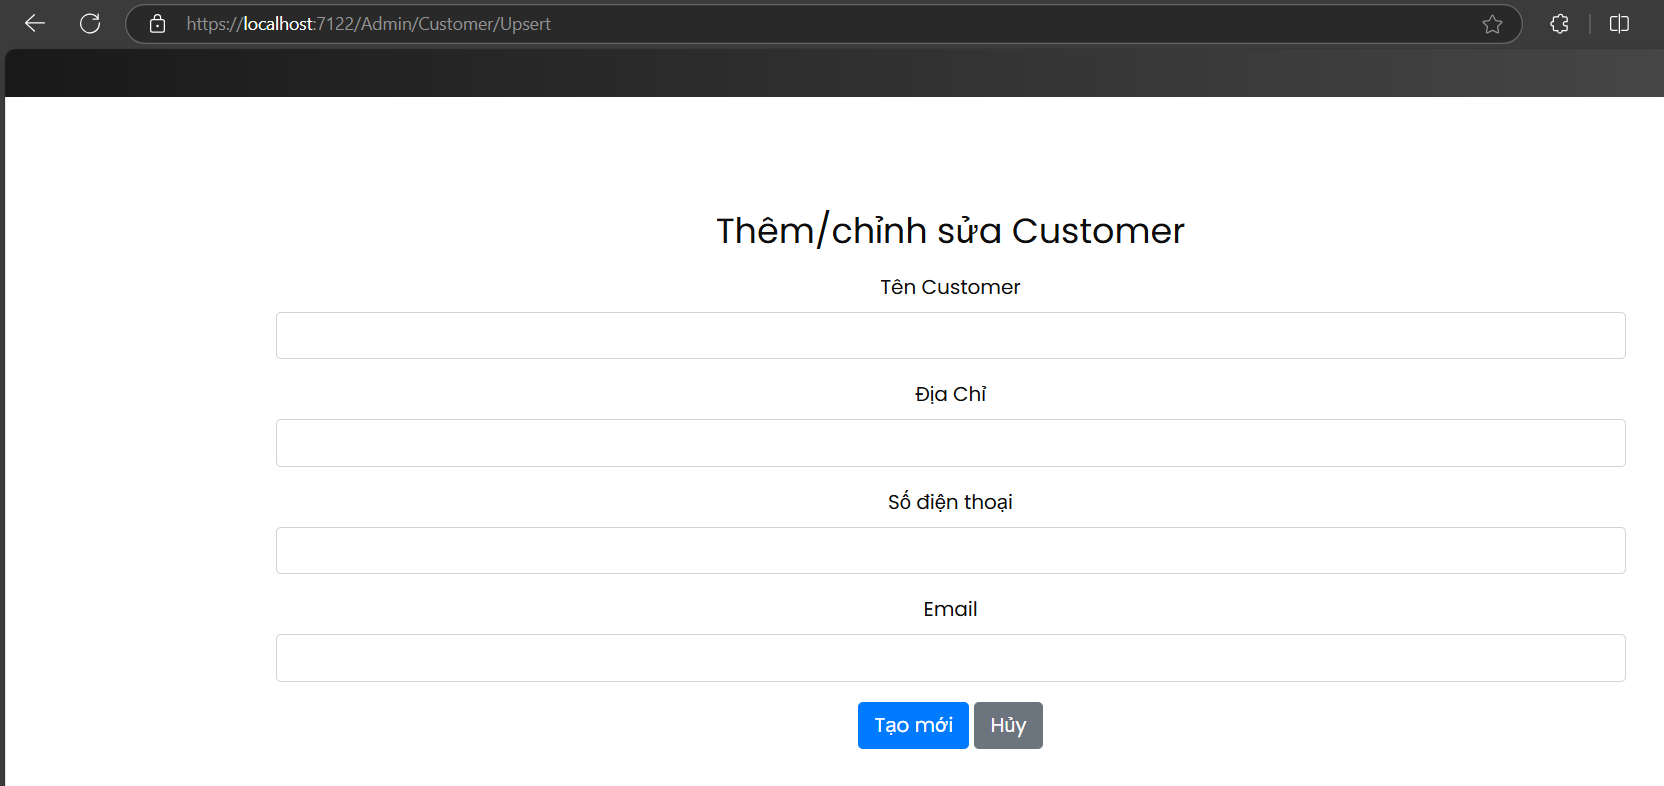 https://localhost:7122/Admin/Customer/Upsert
Thêm/chỉnh sửa Customer
Tên Customer
Địa Chỉ
Số điện thoại
Email
Tạo mới Hủy